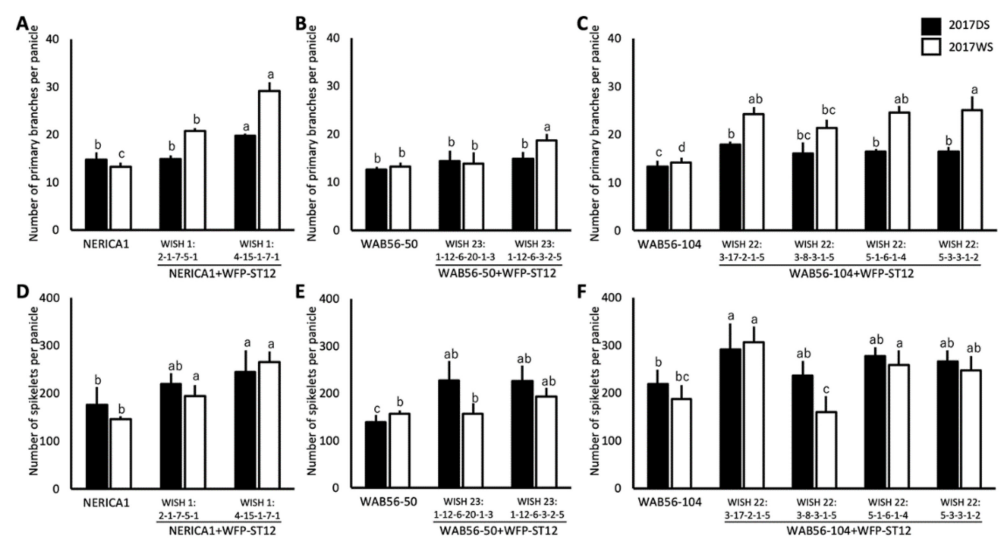 A
B
C
2017DS
2017WS
Number of primary branches per panicle
40
30
20
10
0
b
c
b
b
a
a
NERICA1
WISH 1:
2-1-7-5-1
WISH 1:
4-15-1-7-1
NERICA1+WFP-ST12
Number of primary branches per panicle
40
30
20
10
0
b
b
b
b
b
a
WAB56-50
WISH 23:
1-12-6-20-1-3
WISH 23:
1-12-6-3-2-5
WAB56-50+WFP-ST12
Number of primary branches per panicle
40
30
20
10
0
c
d
b
ab
bc
bc
b
ab
b
a
WAB56-104
WISH 22:
3-17-2-1-5
WISH 22:
3-8-3-1-5
WISH 22:
5-1-6-1-4
WISH 22:
5-3-3-1-2
WAB56-104+WFP-ST12
D
E
F
Number of spikelets per panicle
400
300
200
100
0
b
b
ab
a
a
a
NERICA1
WISH 1:
2-1-7-5-1
WISH 1:
4-15-1-7-1
NERICA1+WFP-ST12
Number of spikelets per panicle
400
300
200
100
0
c
b
ab
b
ab
ab
WAB56-50
WISH 23:
1-12-6-20-1-3
WISH 23:
1-12-6-3-2-5
WAB56-50+WFP-ST12
Number of spikelets per panicle
400
300
200
100
0
b
bc
a
a
ab
c
ab
a
ab
ab
WAB56-104
WISH 22:
3-17-2-1-5
WISH 22:
3-8-3-1-5
WISH 22:
5-1-6-1-4
WISH 22:
5-3-3-1-2
WAB56-104+WFP-ST12